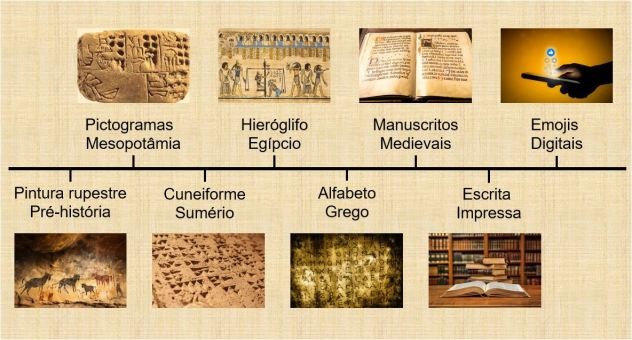 Pictogramas
Mesopotâmia
Hieróglifo
Egípcio
Manuscritos
Medievais
Emojis
Digitais
Pintura rupestre
Pré-história
Cuneiforme
Sumério
Alfabeto
Grego
Escrita
Impressa